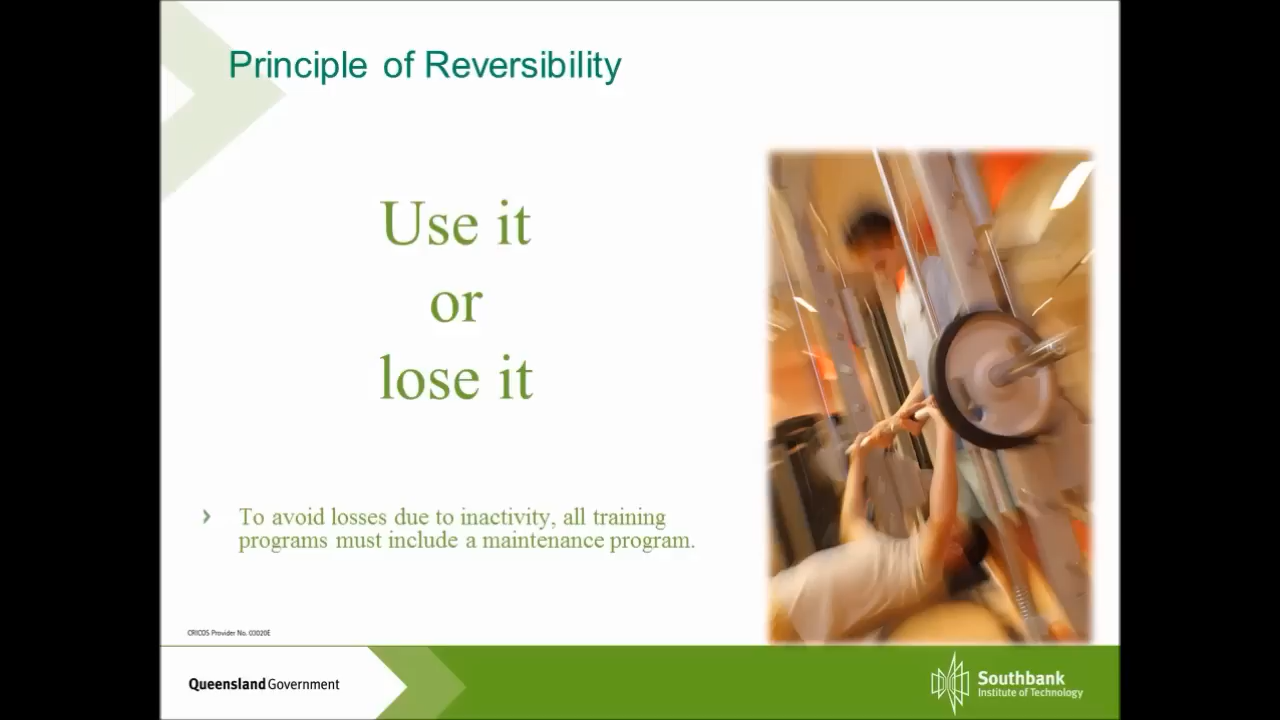 Principle of Reversibility
Use it
or
lose it
To avoid losses due to inactivity, all training
programs must include a maintenance program.
CRICOS Provider No. 03020E
Queensland Government
Southbank
Institute of Technology